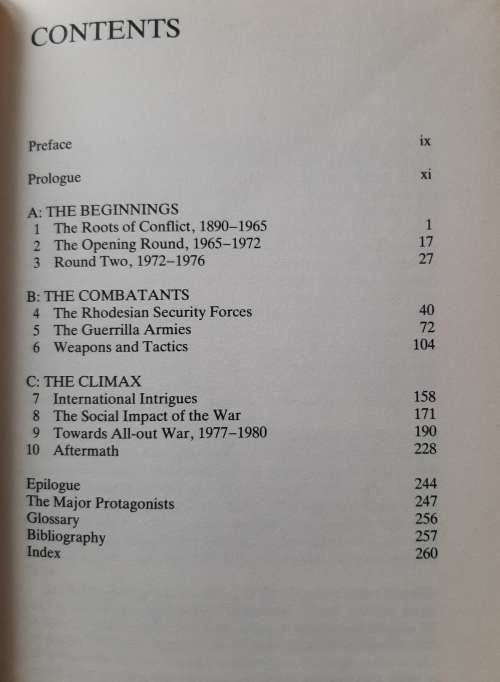 CONTENTS
Preface ix
Prologue xi
A: THE BEGINNINGS
1 The Roots of Conflict, 1890–1965 1
2 The Opening Round, 1965–1972 17
3 Round Two, 1972–1976 27
B: THE COMBATANTS
4 The Rhodesian Security Forces 40
5 The Guerrilla Armies 72
6 Weapons and Tactics 104
C: THE CLIMAX
7 International Intrigues 158
8 The Social Impact of the War 171
9 Towards All-out War, 1977–1980 190
10 Aftermath 228
Epilogue 244
The Major Protagonists 247
Glossary 256
Bibliography 257
Index 260